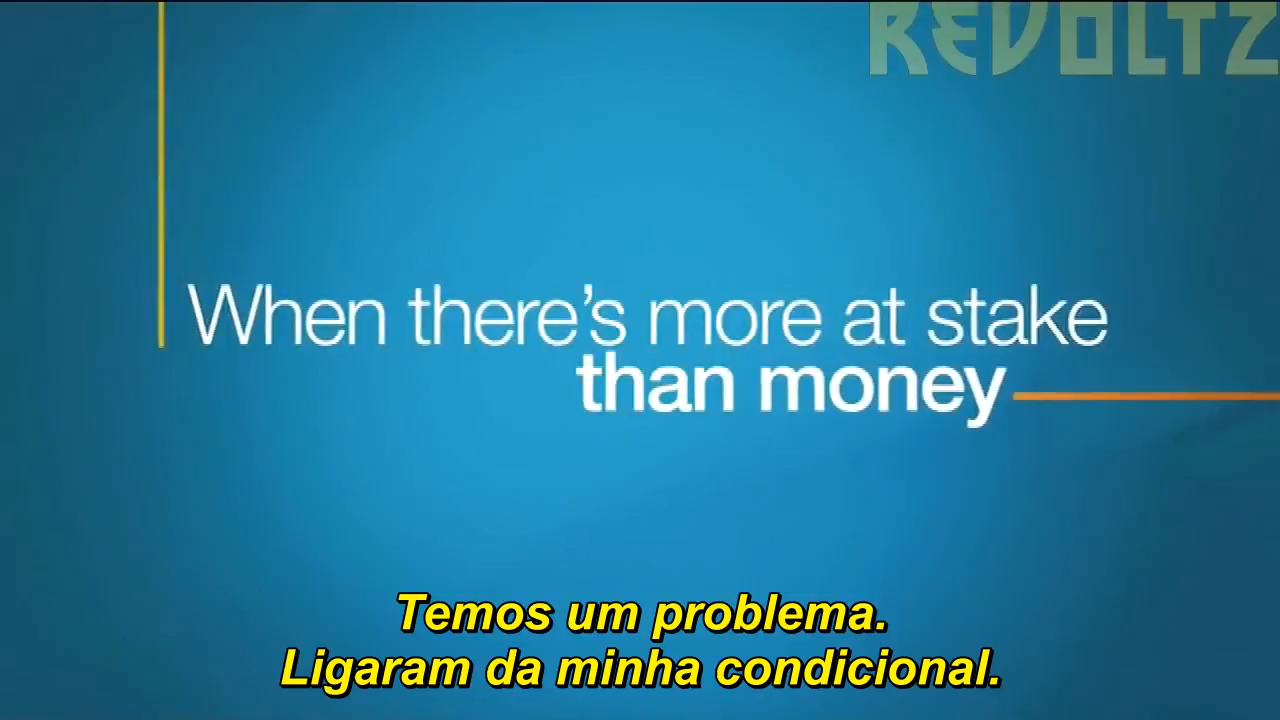 REVOLTZ
When there's more at stake
than money
Temos um problema.
Ligaram da minha condicional.